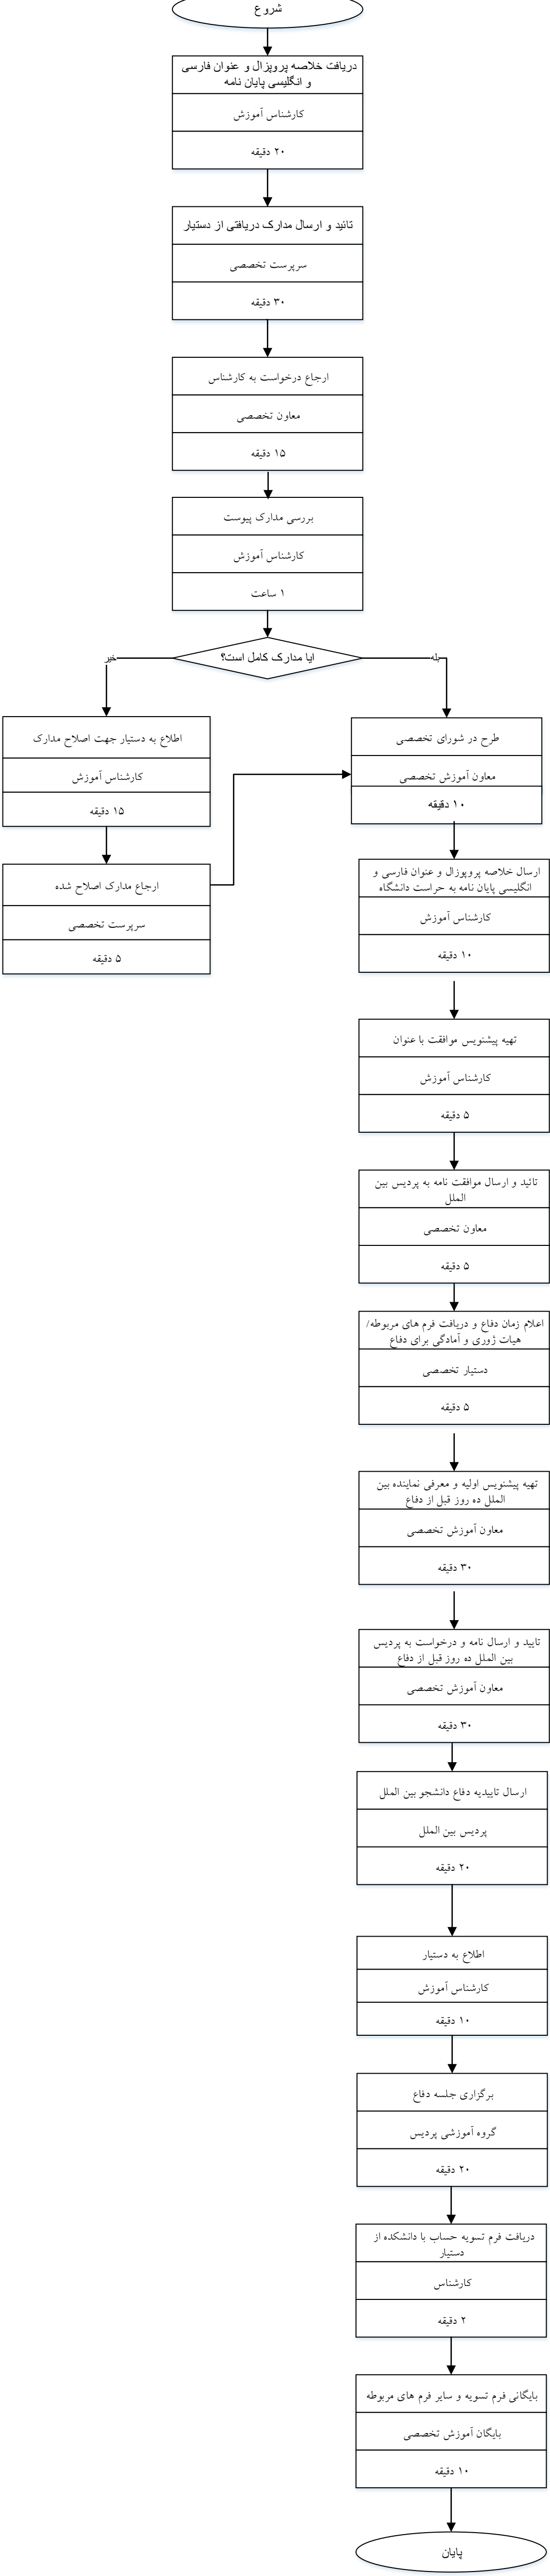 شروع
دریافت خلاصه پروپزال و عنوان فارسی
و انگلیسی پایان نامه
کارشناس آموزش
۲۰ دقیقه
تائید و ارسال مدارک دریافتی از دستیار
سرپرست تخصصی
۳۰ دقیقه
ارجاع درخواست به کارشناس
معاون تخصصی
۱۵ دقیقه
بررسی مدارک پیوست
کارشناس آموزش
۱ ساعت
ایا مدارک کامل است؟
بله
خیر
طرح در شورای تخصصی
معاون آموزش تخصصی
۱۰ دقیقه
اطلاع به دستیار جهت اصلاح مدارک
کارشناس آموزش
۱۵ دقیقه
ارجاع مدارک اصلاح شده
سرپرست تخصصی
۵ دقیقه
ارسال خلاصه پروپوزال و عنوان فارسی و
انگلیسی پایان نامه به حراست دانشگاه
کارشناس آموزش
۱۰ دقیقه
تهیه پیشنویس موافقت با عنوان
کارشناس آموزش
۵ دقیقه
تائید و ارسال موافقت نامه به پردیس بین
الملل
معاون تخصصی
۵ دقیقه
اعلام زمان دفاع و دریافت فرم های مربوطه/
هیات ژوری و آمادگی برای دفاع
دستیار تخصصی
۵ دقیقه
تهیه پیشنویس اولیه و معرفی نماینده بین
الملل ده روز قبل از دفاع
معاون آموزش تخصصی
۳۰ دقیقه
تایید و ارسال نامه و درخواست به پردیس
بین الملل ده روز قبل از دفاع
معاون آموزش تخصصی
۳۰ دقیقه
ارسال تاییدیه دفاع دانشجو بین الملل
پردیس بین الملل
۲۰ دقیقه
اطلاع به دستیار
کارشناس آموزش
۱۰ دقیقه
برگزاری جلسه دفاع
گروه آموزشی پردیس
۲۰ دقیقه
دریافت فرم تسویه حساب با دانشکده از
دستیار
کارشناس
۲ دقیقه
بایگانی فرم تسویه و سایر فرم های مربوطه
بایگان آموزش تخصصی
۱۰ دقیقه
پایان